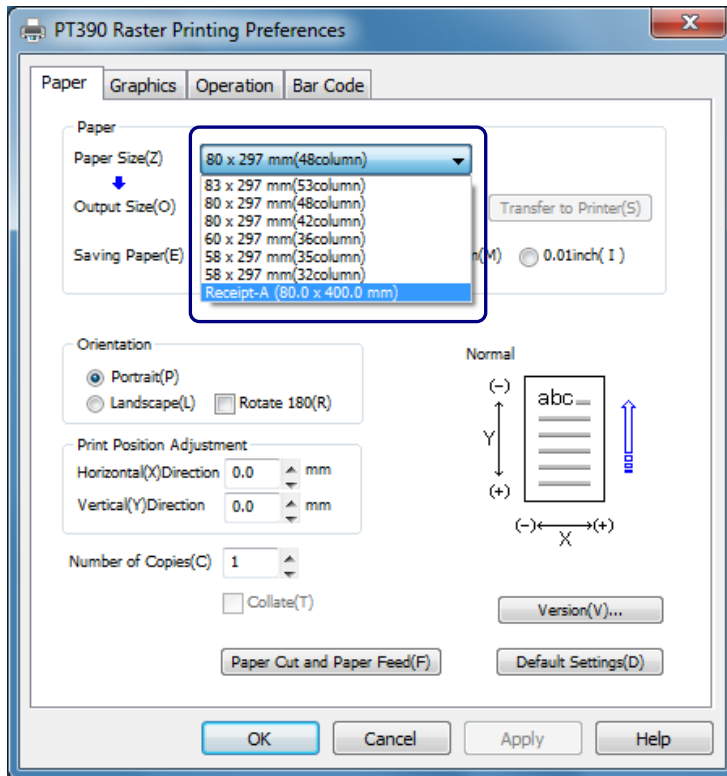 PT390 Raster Printing Preferences
X
Paper Graphics Operation Bar Code
Paper
Paper Size(Z) 80 x 297 mm(48column)
83 x 297 mm(53column)
80 x 297 mm(48column)
Output Size(O) 80 x 297 mm(42column) Transfer to Printer(S)
60 x 297 mm(36column)
Saving Paper(E) 58 x 297 mm(35column) (M) 0.01inch( I )
58 x 297 mm(32column)
Receipt-A (80.0 x 400.0 mm)
Orientation
Portrait(P)
Landscape(L) Rotate 180(R)
Normal
(-)
abc
Y
(+)
(-) (+)
X
Print Position Adjustment
Horizontal(X)Direction 0.0 mm
Vertical(Y)Direction 0.0 mm
Number of Copies(C) 1
Collate(T)
Version(V)...
Paper Cut and Paper Feed(F) Default Settings(D)
OK Cancel Apply Help